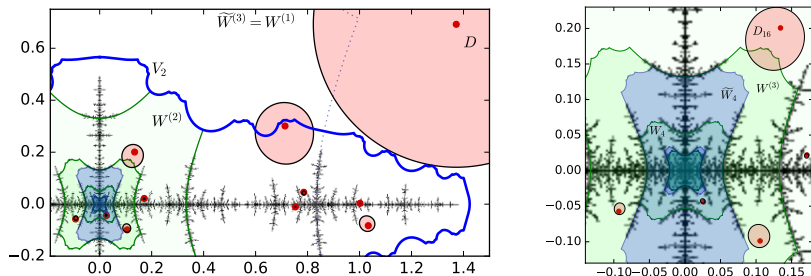 0.6
0.4
0.2
0.0
−0.2
0.0 0.2 0.4 0.6 0.8 1.0 1.2 1.4
V₂
W̃⁽³⁾ = W⁽¹⁾
D
W⁽²⁾
0.20
0.15
0.10
0.05
0.00
−0.05
−0.10
−0.10 −0.05 0.00 0.05 0.10 0.15
D₁₆
W⁽³⁾
W̃₄
W₄